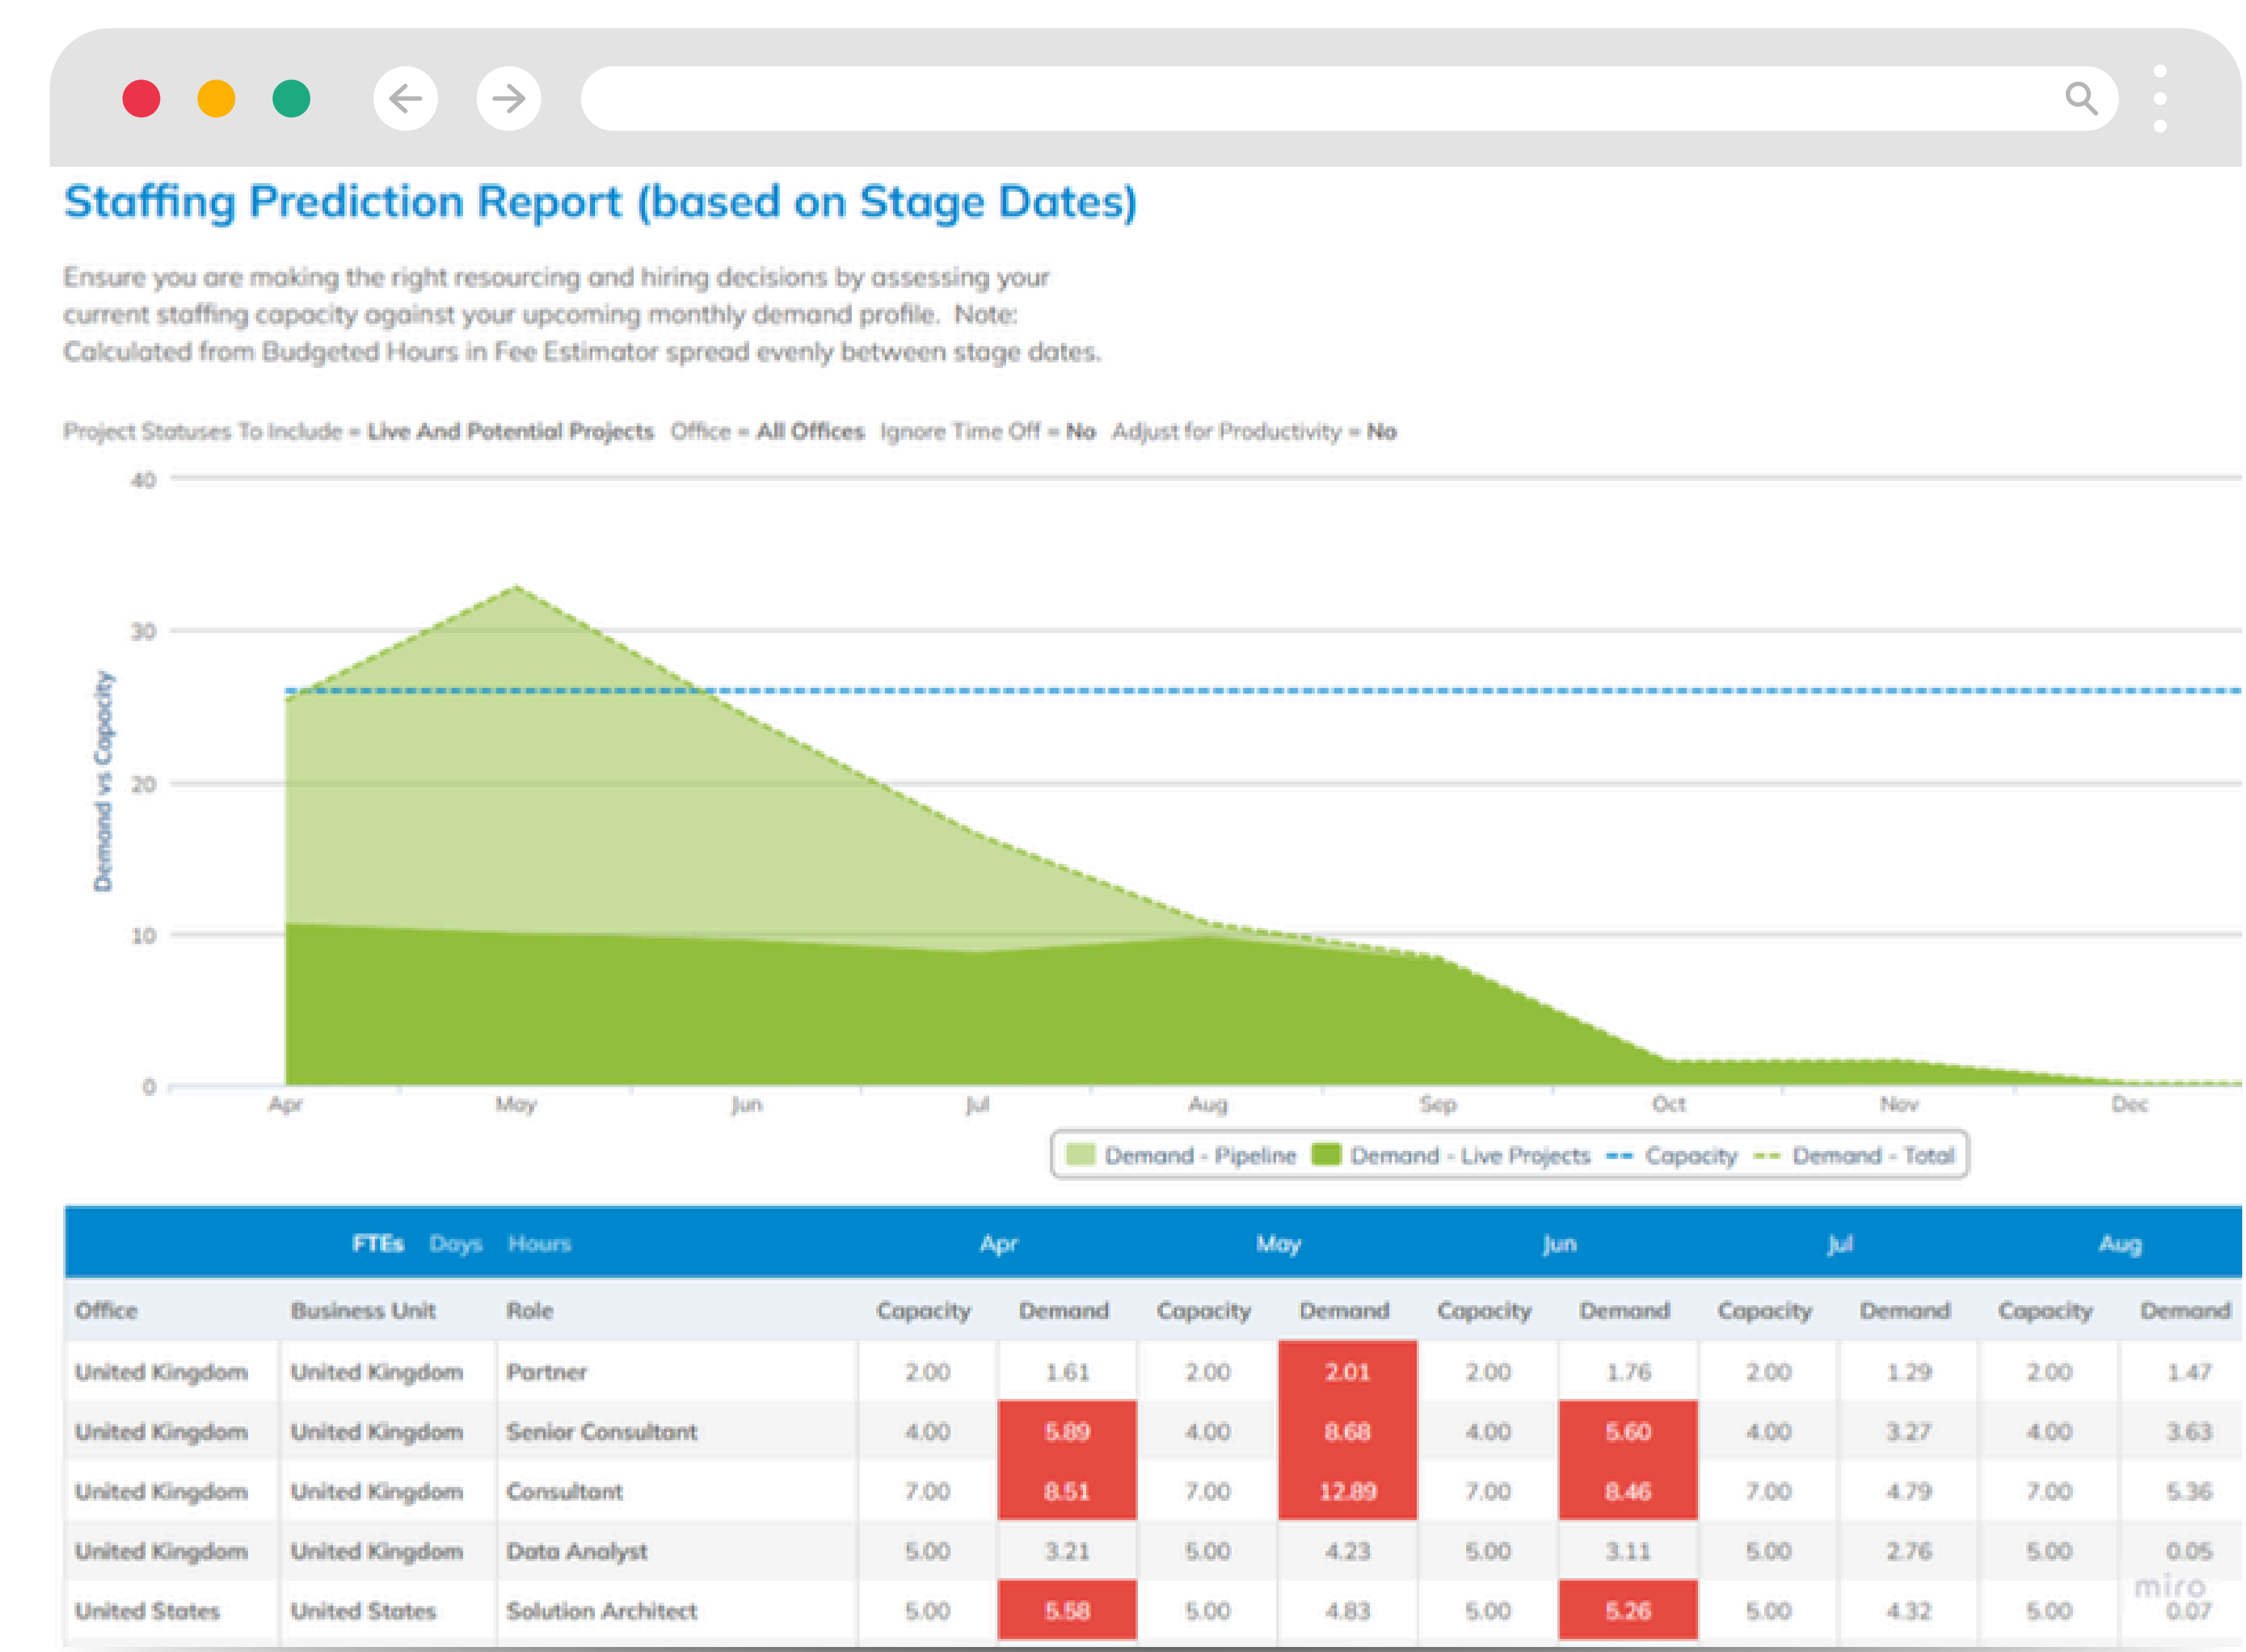 Staffing Prediction Report (based on Stage Dates)
Ensure you are making the right resourcing and hiring decisions by assessing your
current staffing capacity against your upcoming monthly demand profile. Note:
Calculated from Budgeted Hours in Fee Estimator spread evenly between stage dates.
Project Statuses To Include = Live And Potential Projects Office = All Offices Ignore Time Off = No Adjust for Productivity = No
Demand vs Capacity
40
30
20
10
0
Apr May Jun Jul Aug Sep Oct Nov Dec
Demand - Pipeline Demand - Live Projects Capacity Demand - Total
FTEs Days Hours Apr May Jun Jul Aug
Office Business Unit Role Capacity Demand Capacity Demand Capacity Demand Capacity Demand Capacity Demand
United Kingdom United Kingdom Partner 2.00 1.61 2.00 2.01 2.00 1.76 2.00 1.29 2.00 1.47
United Kingdom United Kingdom Senior Consultant 4.00 5.89 4.00 8.68 4.00 5.60 4.00 3.27 4.00 3.63
United Kingdom United Kingdom Consultant 7.00 8.51 7.00 12.89 7.00 8.46 7.00 4.79 7.00 5.36
United Kingdom United Kingdom Data Analyst 5.00 3.21 5.00 4.23 5.00 3.11 5.00 2.76 5.00 0.05
United States United States Solution Architect 5.00 5.58 5.00 4.83 5.00 5.26 5.00 4.32 5.00 0.07
miro